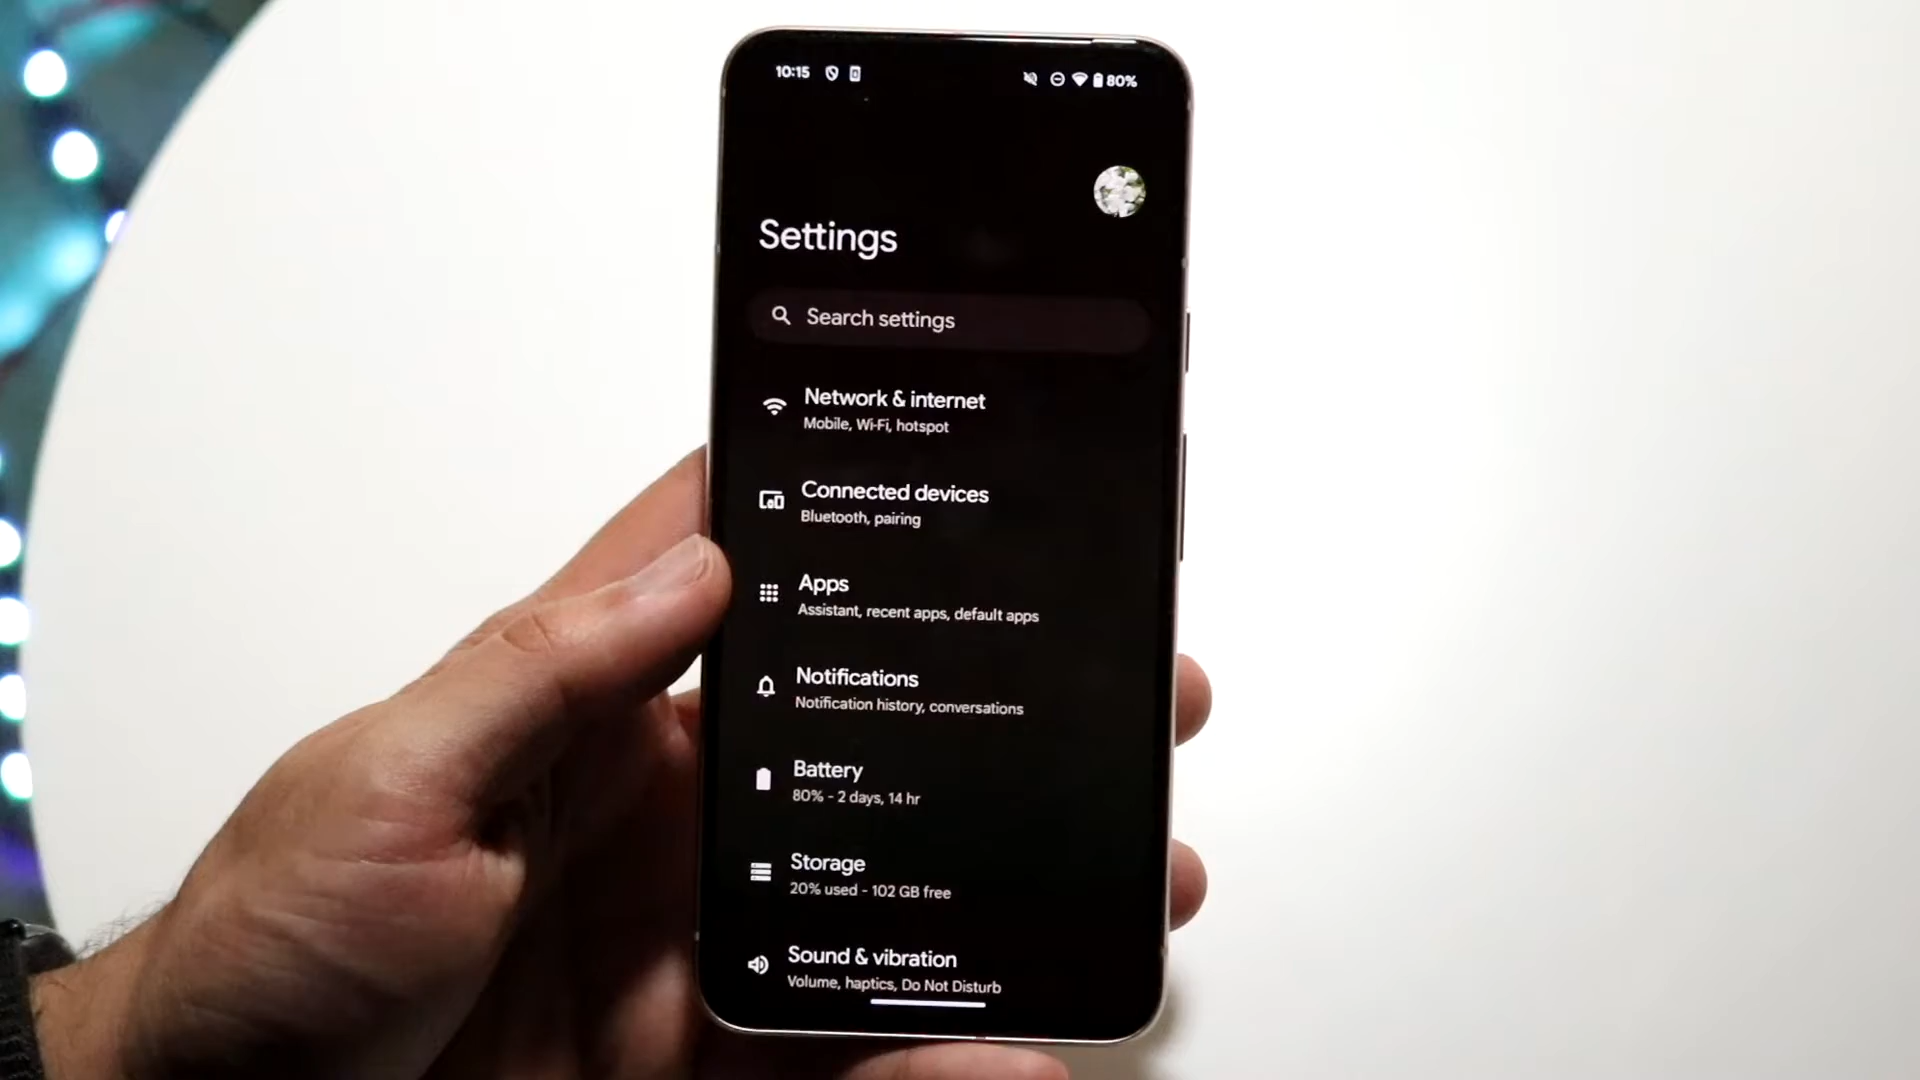 10:15
80%
Settings
Search settings
Network & internet
Mobile, Wi-Fi, hotspot
Connected devices
Bluetooth, pairing
Apps
Assistant, recent apps, default apps
Notifications
Notification history, conversations
Battery
80% - 2 days, 14 hr
Storage
20% used - 102 GB free
Sound & vibration
Volume, haptics, Do Not Disturb